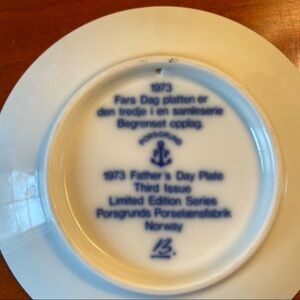 1973
Fars Dag platten er
den tredje i en samleserie
Begrenset opplag.
PORSGRUND
1973 Father's Day Plate
Third Issue
Limited Edition Series
Porsgrunds Porselænsfabrik
Norway